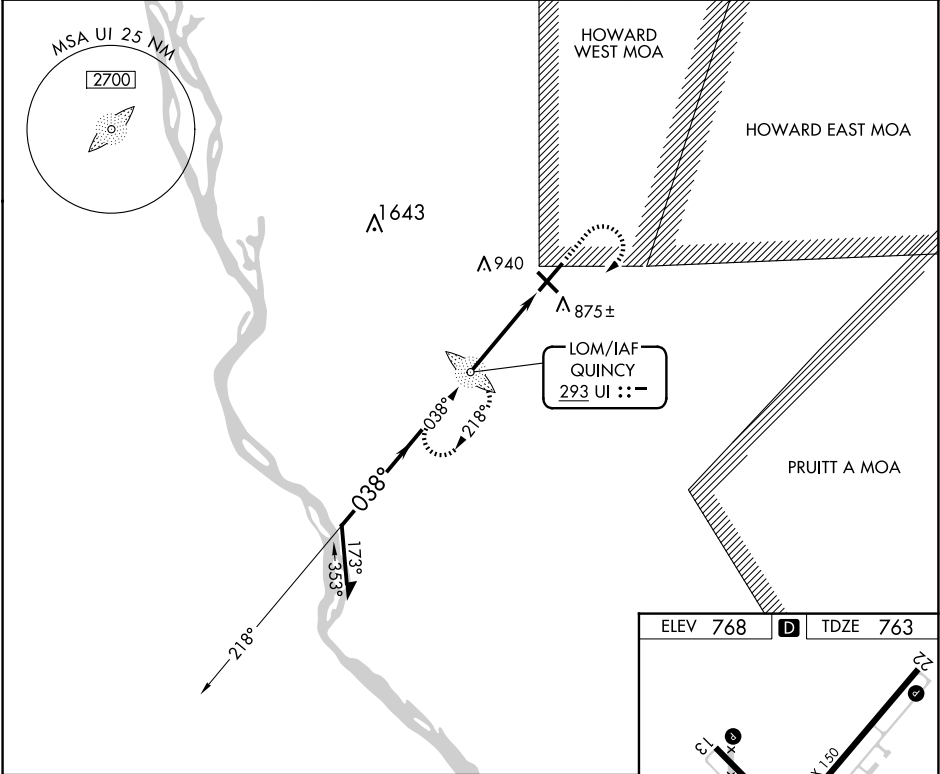 MSA UI 25 NM
2700
HOWARD
WEST MOA
HOWARD EAST MOA
1643
940
875±
LOM/IAF
QUINCY
293 UI
038°
218°
038°
173°
353°
218°
PRUITT A MOA
ELEV 768 D TDZE 763
22
P
13
P
X 150